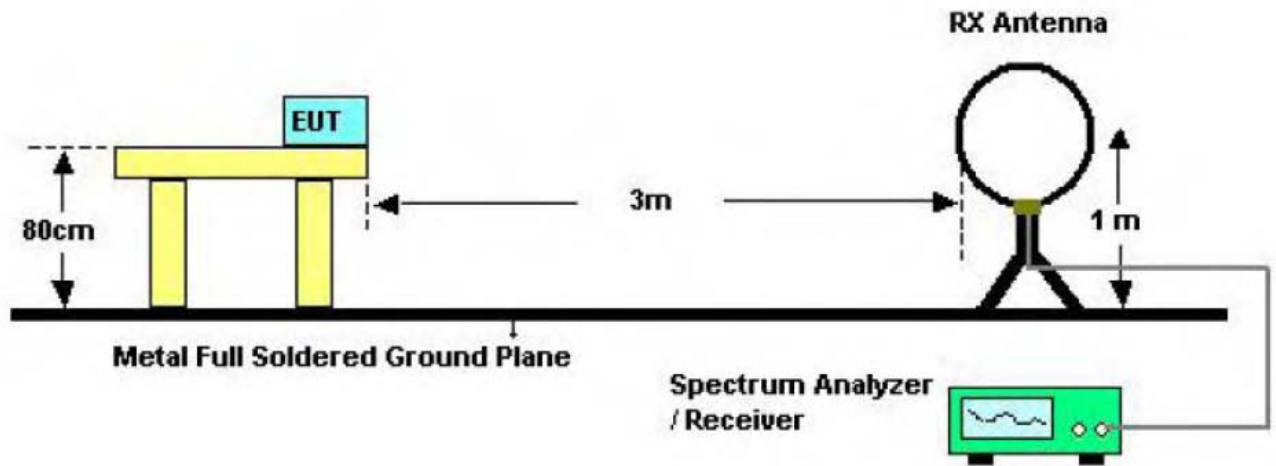 RX Antenna
EUT
80cm
3m
1 m
Metal Full Soldered Ground Plane
Spectrum Analyzer
/ Receiver